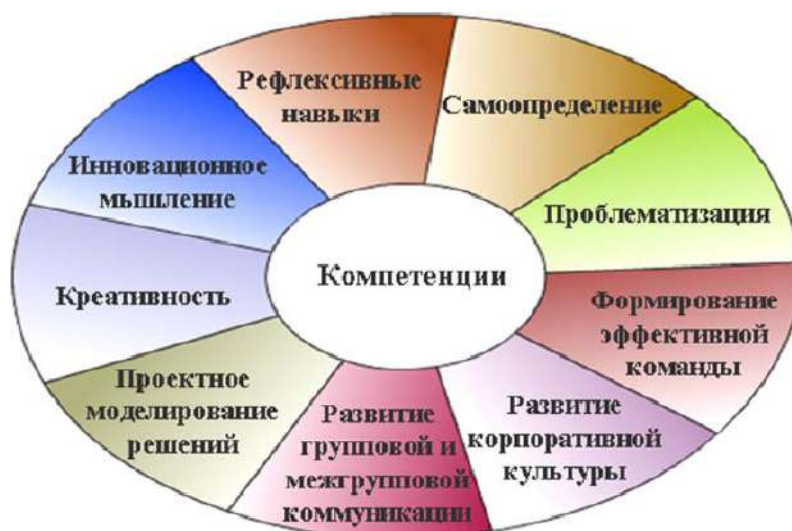 Рефлексивные
навыки
Самоопределение
Проблематизация
Формирование
эффективной
команды
Развитие
корпоративной
культуры
Развитие
групповой и
межгрупповой
коммуникации
Проектное
моделирование
решений
Креативность
Инновационное
мышление
Компетенции